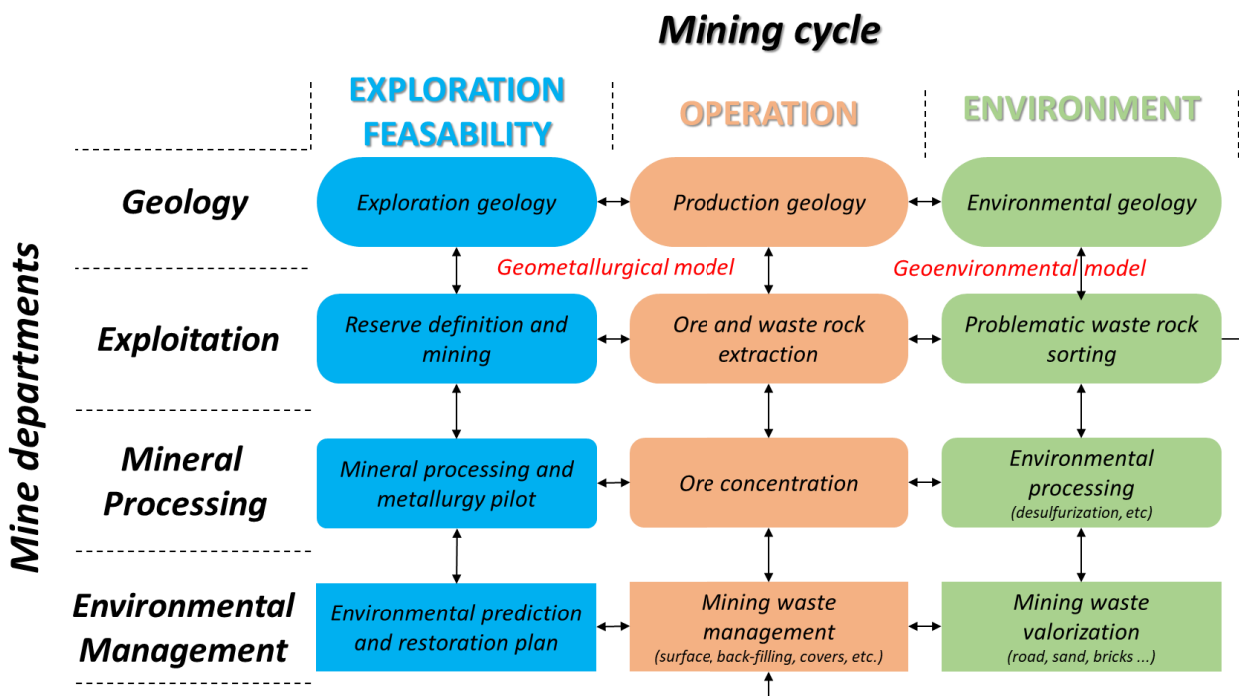 Mining cycle
EXPLORATION
FEASABILITY
OPERATION
ENVIRONMENT
Mine departments
Geology
Exploration geology
Production geology
Environmental geology
Geometallurgical model
Geoenvironmental model
Exploitation
Reserve definition and
mining
Ore and waste rock
extraction
Problematic waste rock
sorting
Mineral
Processing
Mineral processing and
metallurgy pilot
Ore concentration
Environmental
processing
(desulfurization, etc)
Environmental
Management
Environmental prediction
and restoration plan
Mining waste
management
(surface, back-filling, covers, etc.)
Mining waste
valorization
(road, sand, bricks ...)